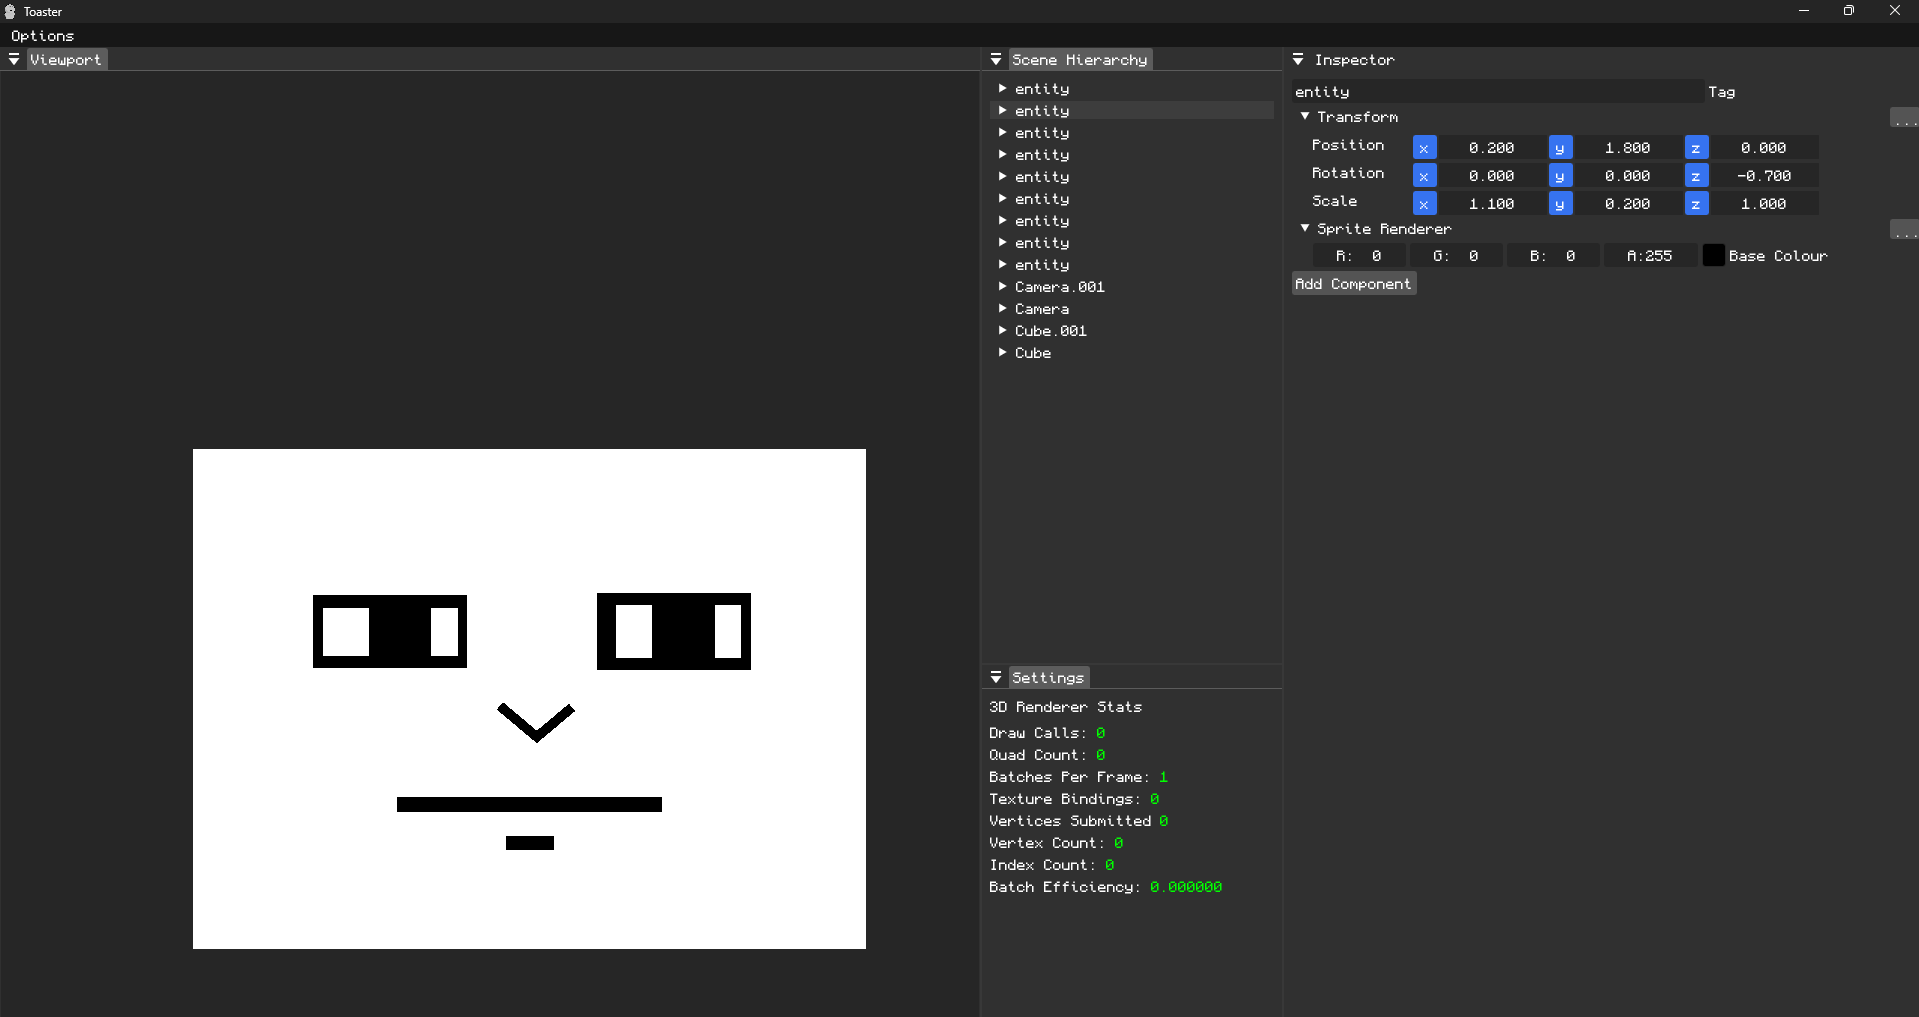 Toaster
Options
Viewport
Scene Hierarchy
entity
entity
entity
entity
entity
entity
entity
entity
entity
Camera.001
Camera
Cube.001
Cube
Settings
3D Renderer Stats
Draw Calls: 0
Quad Count: 0
Batches Per Frame: 1
Texture Bindings: 0
Vertices Submitted 0
Vertex Count: 0
Index Count: 0
Batch Efficiency: 0.000000
Inspector
entity Tag
Transform ...
Position x 0.200 y 1.800 z 0.000
Rotation x 0.000 y 0.000 z -0.700
Scale x 1.100 y 0.200 z 1.000
Sprite Renderer ...
R: 0 G: 0 B: 0 A:255 Base Colour
Add Component